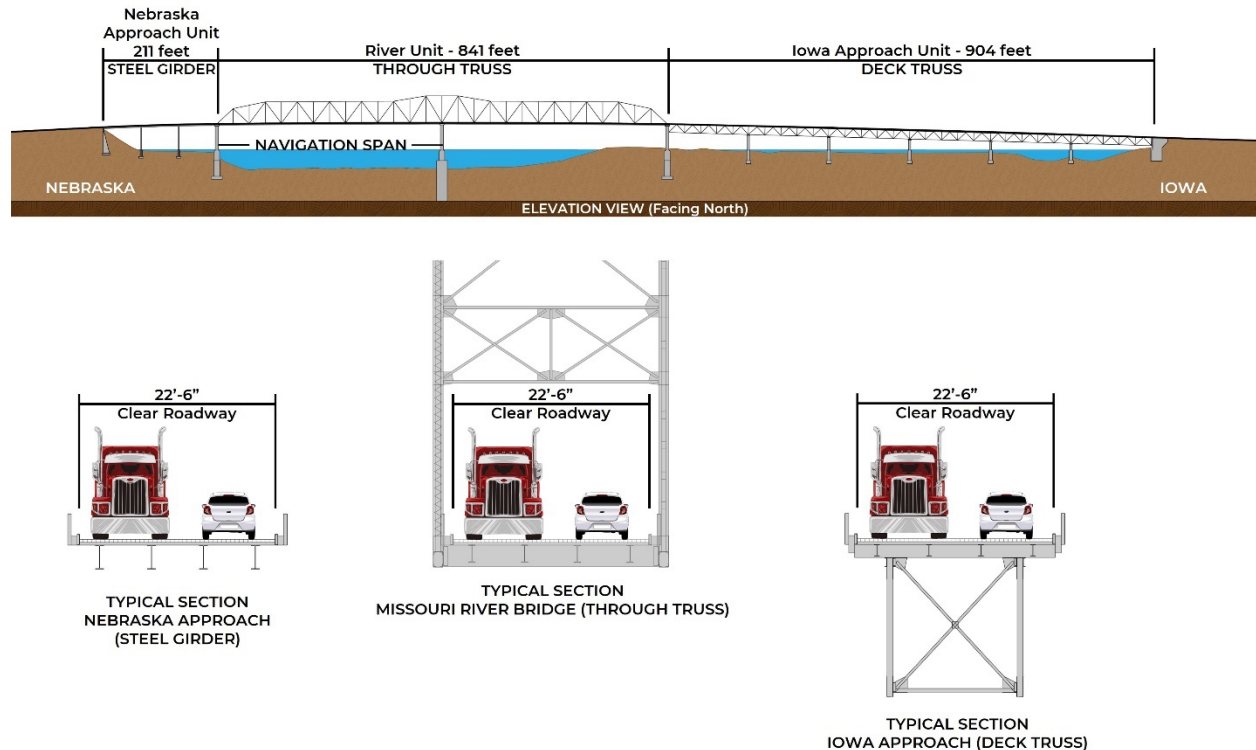 Nebraska
Approach Unit
211 feet
STEEL GIRDER
River Unit - 841 feet
THROUGH TRUSS
Iowa Approach Unit - 904 feet
DECK TRUSS
NAVIGATION SPAN
NEBRASKA
IOWA
ELEVATION VIEW (Facing North)
22'-6"
Clear Roadway
TYPICAL SECTION
NEBRASKA APPROACH
(STEEL GIRDER)
22'-6"
Clear Roadway
TYPICAL SECTION
MISSOURI RIVER BRIDGE (THROUGH TRUSS)
22'-6"
Clear Roadway
TYPICAL SECTION
IOWA APPROACH (DECK TRUSS)